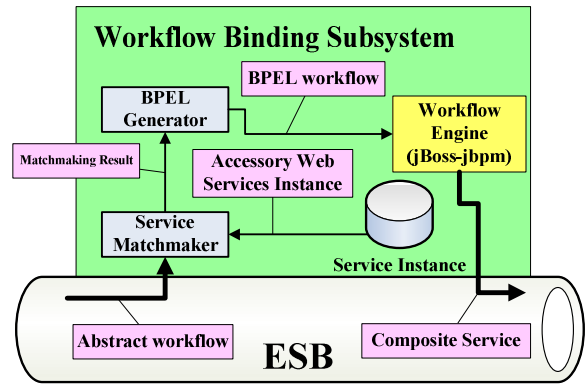 Workflow Binding Subsystem
BPEL workflow
BPEL
Generator
Workflow
Engine
(jBoss-jbpm)
Matchmaking Result
Accessory Web
Services Instance
Service
Matchmaker
Service Instance
Abstract workflow
ESB
Composite Service